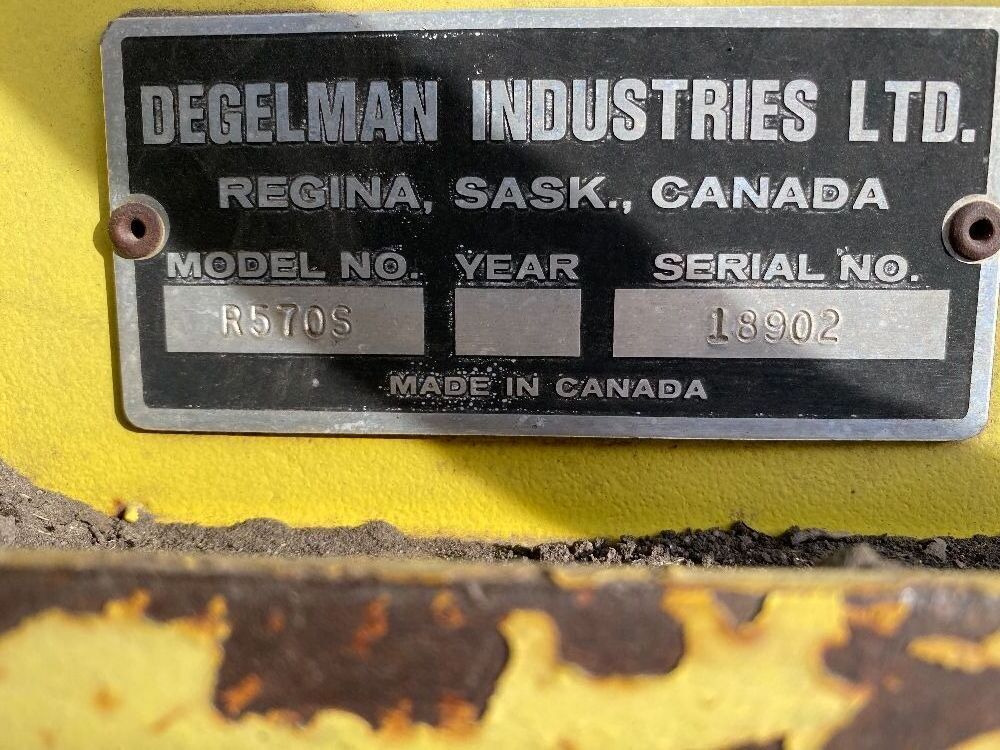 DEGELMAN INDUSTRIES LTD.
REGINA, SASK., CANADA
MODEL NO. YEAR SERIAL NO.
R570S 18902
MADE IN CANADA